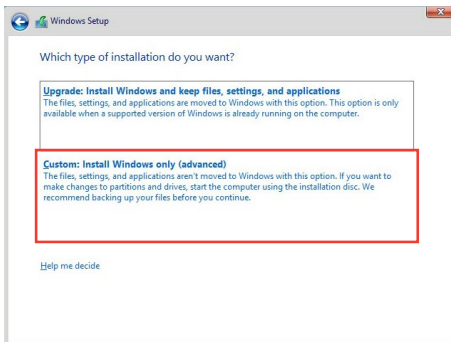 Windows Setup
Which type of installation do you want?
Upgrade: Install Windows and keep files, settings, and applications
The files, settings, and applications are moved to Windows with this option. This option is only
available when a supported version of Windows is already running on the computer.
Custom: Install Windows only (advanced)
The files, settings, and applications aren't moved to Windows with this option. If you want to
make changes to partitions and drives, start the computer using the installation disc. We
recommend backing up your files before you continue.
Help me decide